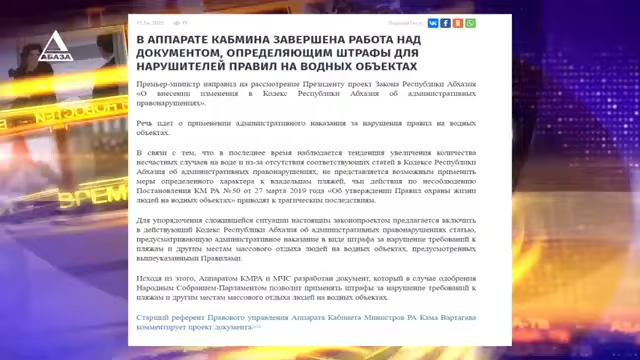 АБАЗА
В АППАРАТЕ КАБМИНА ЗАВЕРШЕНА РАБОТА НАД
ДОКУМЕНТОМ, ОПРЕДЕЛЯЮЩИМ ШТРАФЫ ДЛЯ
НАРУШИТЕЛЕЙ ПРАВИЛ НА ВОДНЫХ ОБЪЕКТАХ
Премьер-министр направил на рассмотрение Президенту проект Закона Республики Абхазия
«О внесении изменения в Кодекс Республики Абхазия об административных
правонарушениях».
Речь идет о применении административного наказания за нарушения правил на водных
объектах.
В связи с тем, что в последнее время наблюдается тенденция увеличения количества
несчастных случаев на воде и из-за отсутствия соответствующих статей в Кодексе Республики
Абхазия об административных правонарушениях, не представляется возможным применить
меры определенного характера к владельцам пляжей, чьи действия по несоблюдению
Постановления КМ РА №50 от 27 марта 2019 года «Об утверждении Правил охраны жизни
людей на водных объектах» приводят к трагическим последствиям.
Для упорядочения сложившейся ситуации настоящим законопроектом предлагается включить
в действующий Кодекс Республики Абхазия об административных правонарушениях статью,
предусматривающую административное наказание в виде штрафа за нарушение требований к
пляжам и другим местам массового отдыха людей на водных объектах, предусмотренных
вышеуказанными Правилами.
Исходя из этого, Аппаратом КМРА и МЧС разработан документ, который в случае одобрения
Народным Собранием-Парламентом позволит применять штрафы за нарушение требований к
пляжам и другим местам массового отдыха людей на водных объектах.
Старший референт Правового управления Аппарата Кабинета Министров РА Кама Вартагава
комментирует проект документа>>
ВРЕМЕ